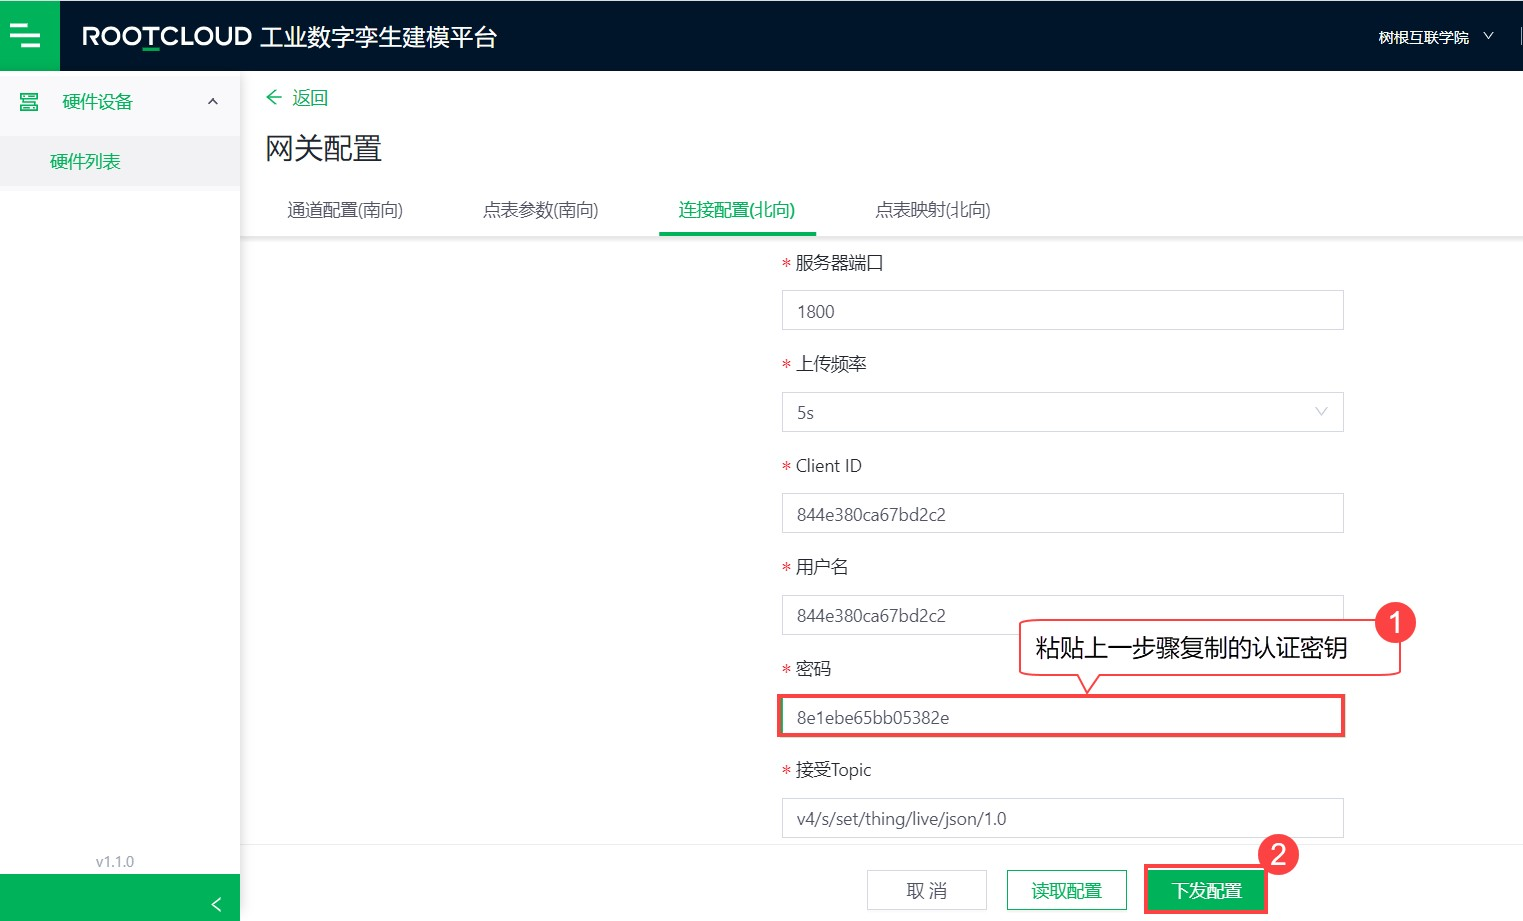 ROOTCLOUD 工业数字孪生建模平台
树根互联学院
硬件设备
硬件列表
返回
网关配置
通道配置(南向)
点表参数(南向)
连接配置(北向)
点表映射(北向)
* 服务器端口
1800
* 上传频率
5s
* Client ID
844e380ca67bd2c2
* 用户名
844e380ca67bd2c2
1
粘贴上一步骤复制的认证密钥
* 密码
8e1ebe65bb05382e
* 接受Topic
v4/s/set/thing/live/json/1.0
2
取 消
读取配置
下发配置
v1.1.0